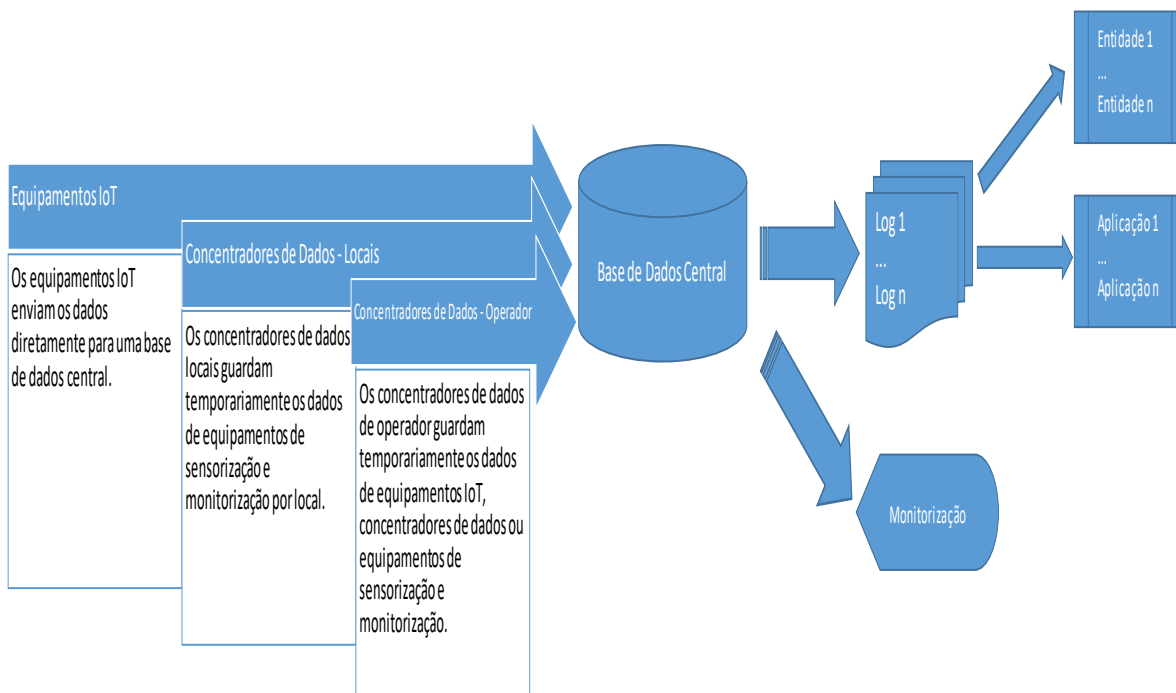 Equipamentos IoT
Os equipamentos IoT
enviam os dados
diretamente para uma base
de dados central.
Concentradores de Dados - Locais
Os concentradores de dados
locais guardam
temporariamente os dados
de equipamentos de
sensorização e
monitorização por local.
Concentradores de Dados - Operador
Os concentradores de dados
de operador guardam
temporariamente os dados
de equipamentos IoT,
concentradores de dados ou
equipamentos de
sensorização e
monitorização.
Base de Dados Central
Log 1
...
Log n
Entidade 1
...
Entidade n
Aplicação 1
...
Aplicação n
Monitorização